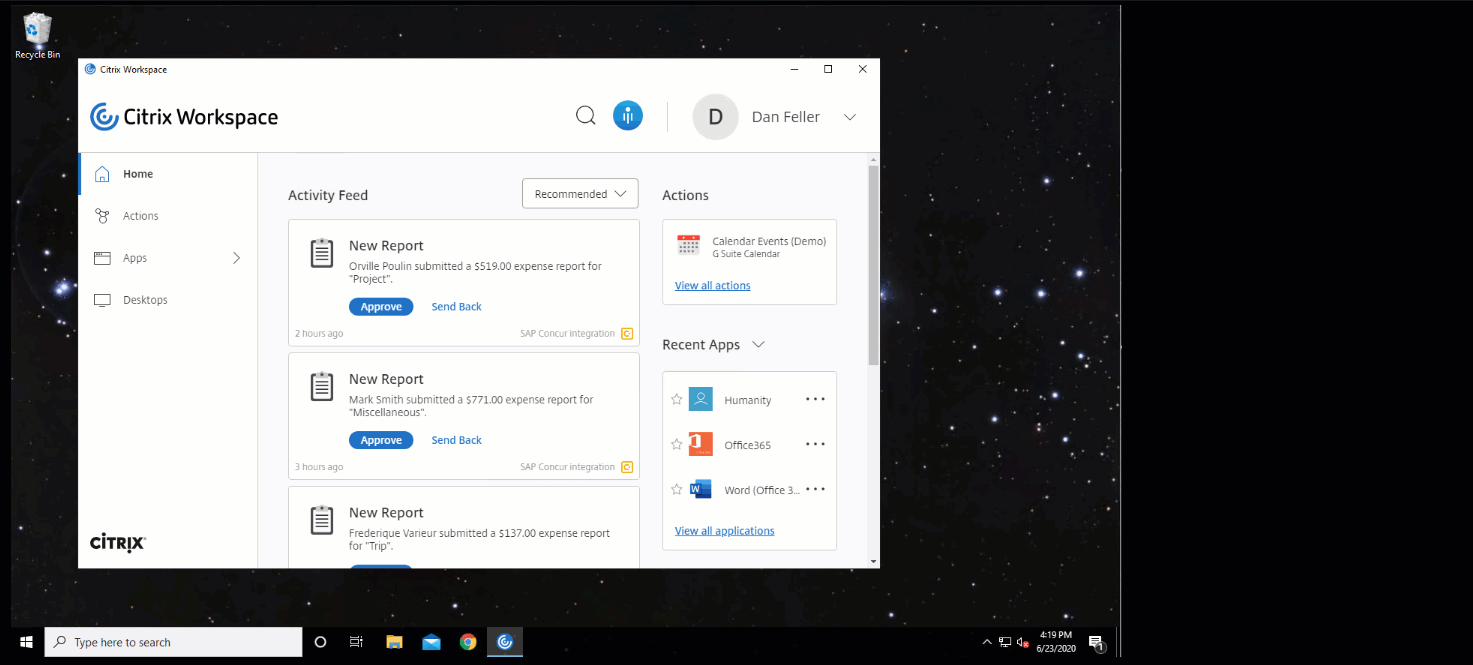 Recycle Bin
Citrix Workspace
Citrix Workspace
D
Dan Feller
Home
Actions
Apps
Desktops
CITRIX
Activity Feed
Recommended
New Report
Orville Poulin submitted a $519.00 expense report for
"Project".
Approve
Send Back
2 hours ago
SAP Concur integration
C
New Report
Mark Smith submitted a $771.00 expense report for
"Miscellaneous".
Approve
Send Back
3 hours ago
SAP Concur integration
C
New Report
Frederique Varieur submitted a $137.00 expense report
for "Trip".
Actions
Calendar Events (Demo)
G Suite Calendar
View all actions
Recent Apps
Humanity
Office365
W
Word (Office 3...
View all applications
Type here to search
4:19 PM
6/23/2020
1